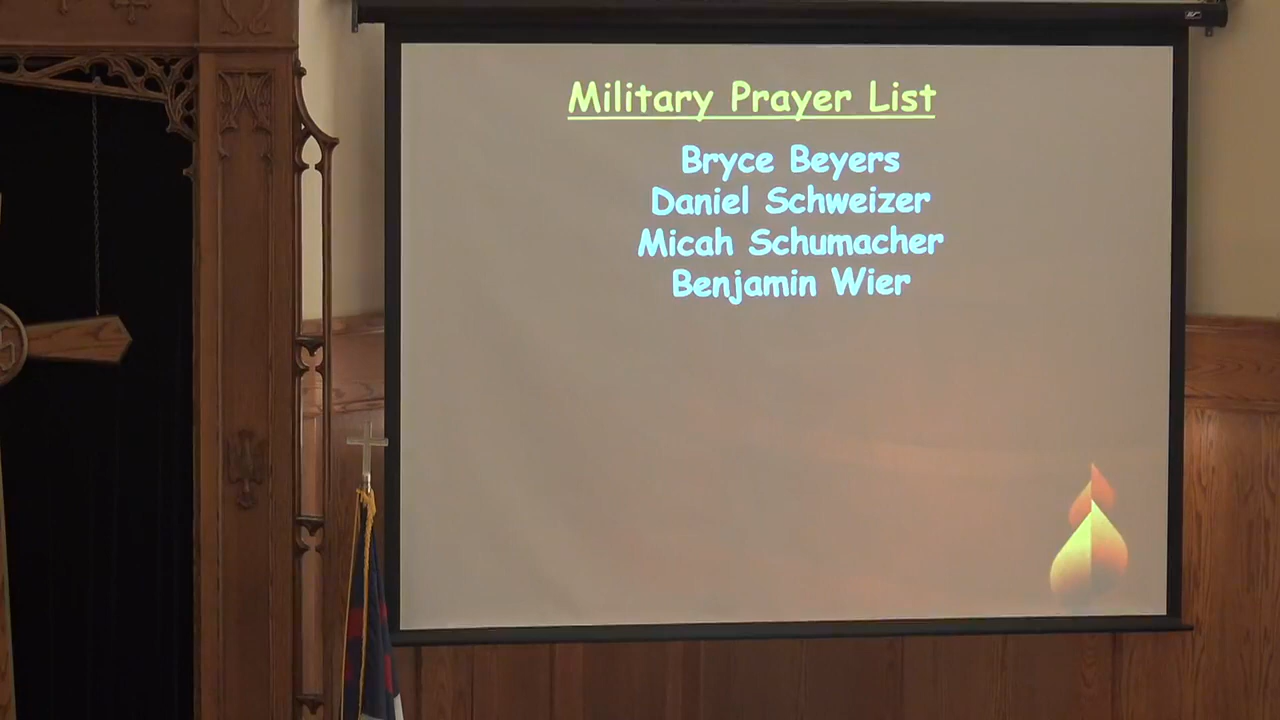 Military Prayer List
Bryce Beyers
Daniel Schweizer
Micah Schumacher
Benjamin Wier